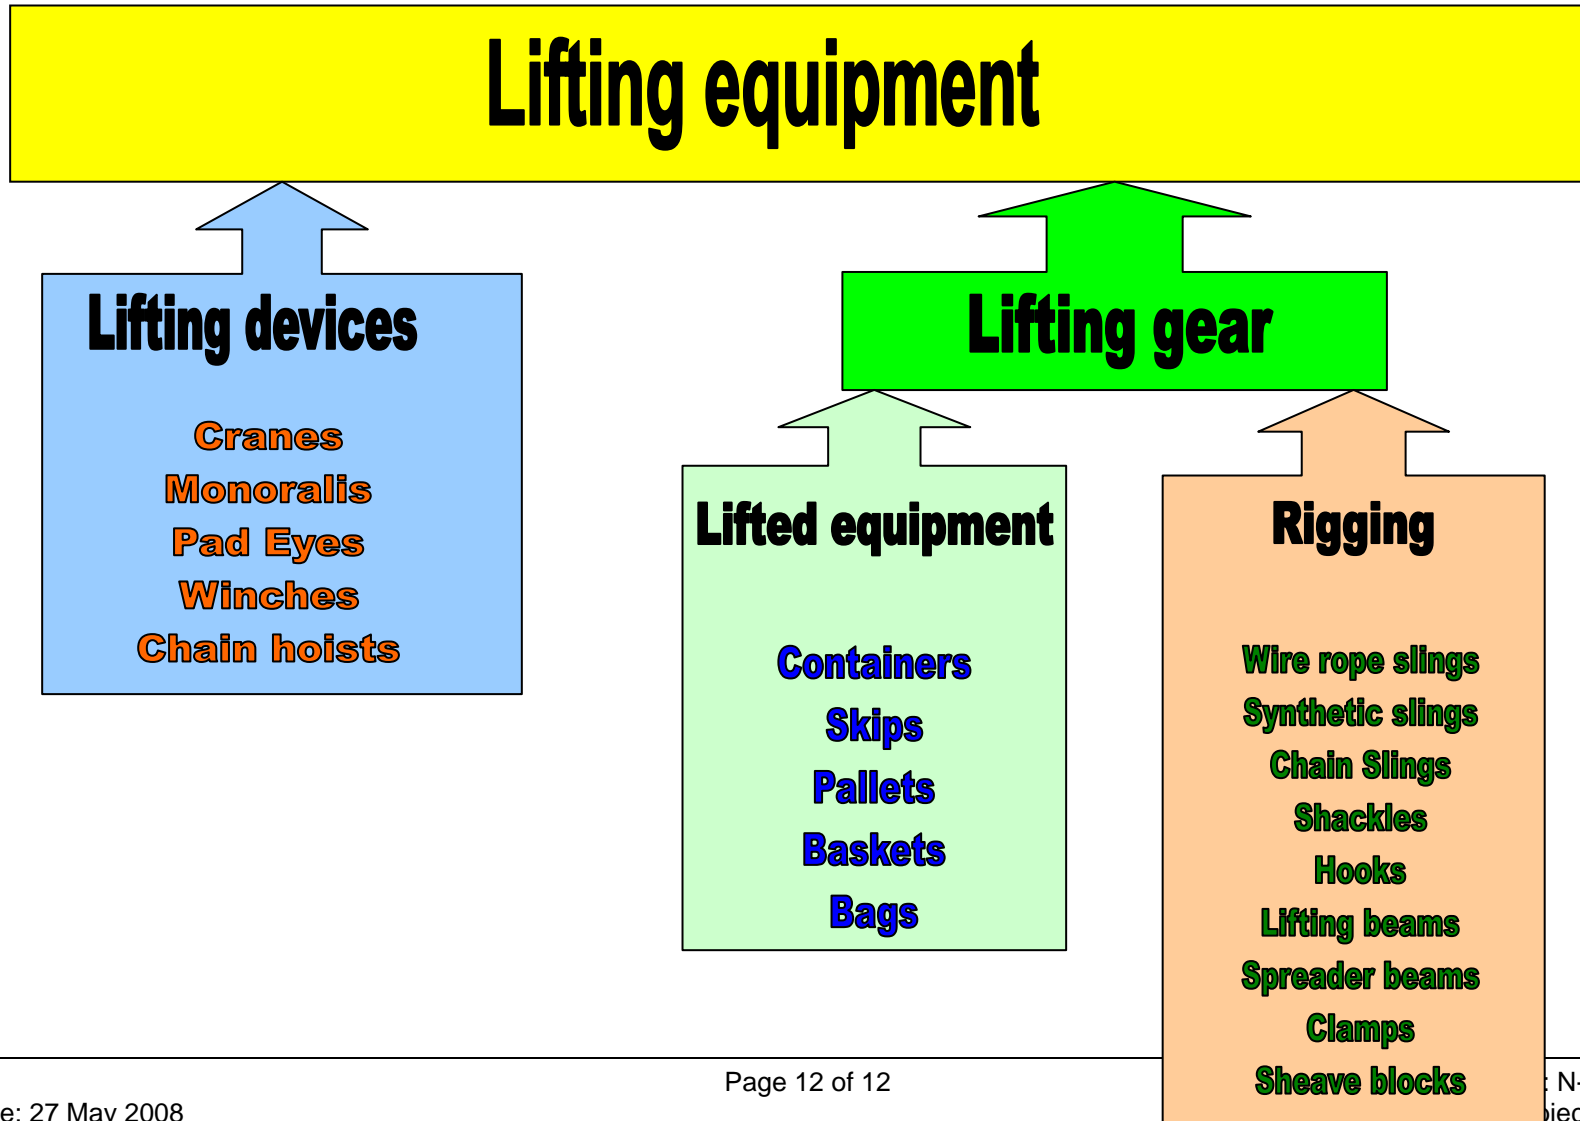 Lifting equipment
Lifting devices
Cranes
Monoralis
Pad Eyes
Winches
Chain hoists
Lifting gear
Lifted equipment
Containers
Skips
Pallets
Baskets
Bags
Rigging
Wire rope slings
Synthetic slings
Chain Slings
Shackles
Hooks
Lifting beams
Spreader beams
Clamps
Sheave blocks
Page 12 of 12
: N-
e: 27 May 2008